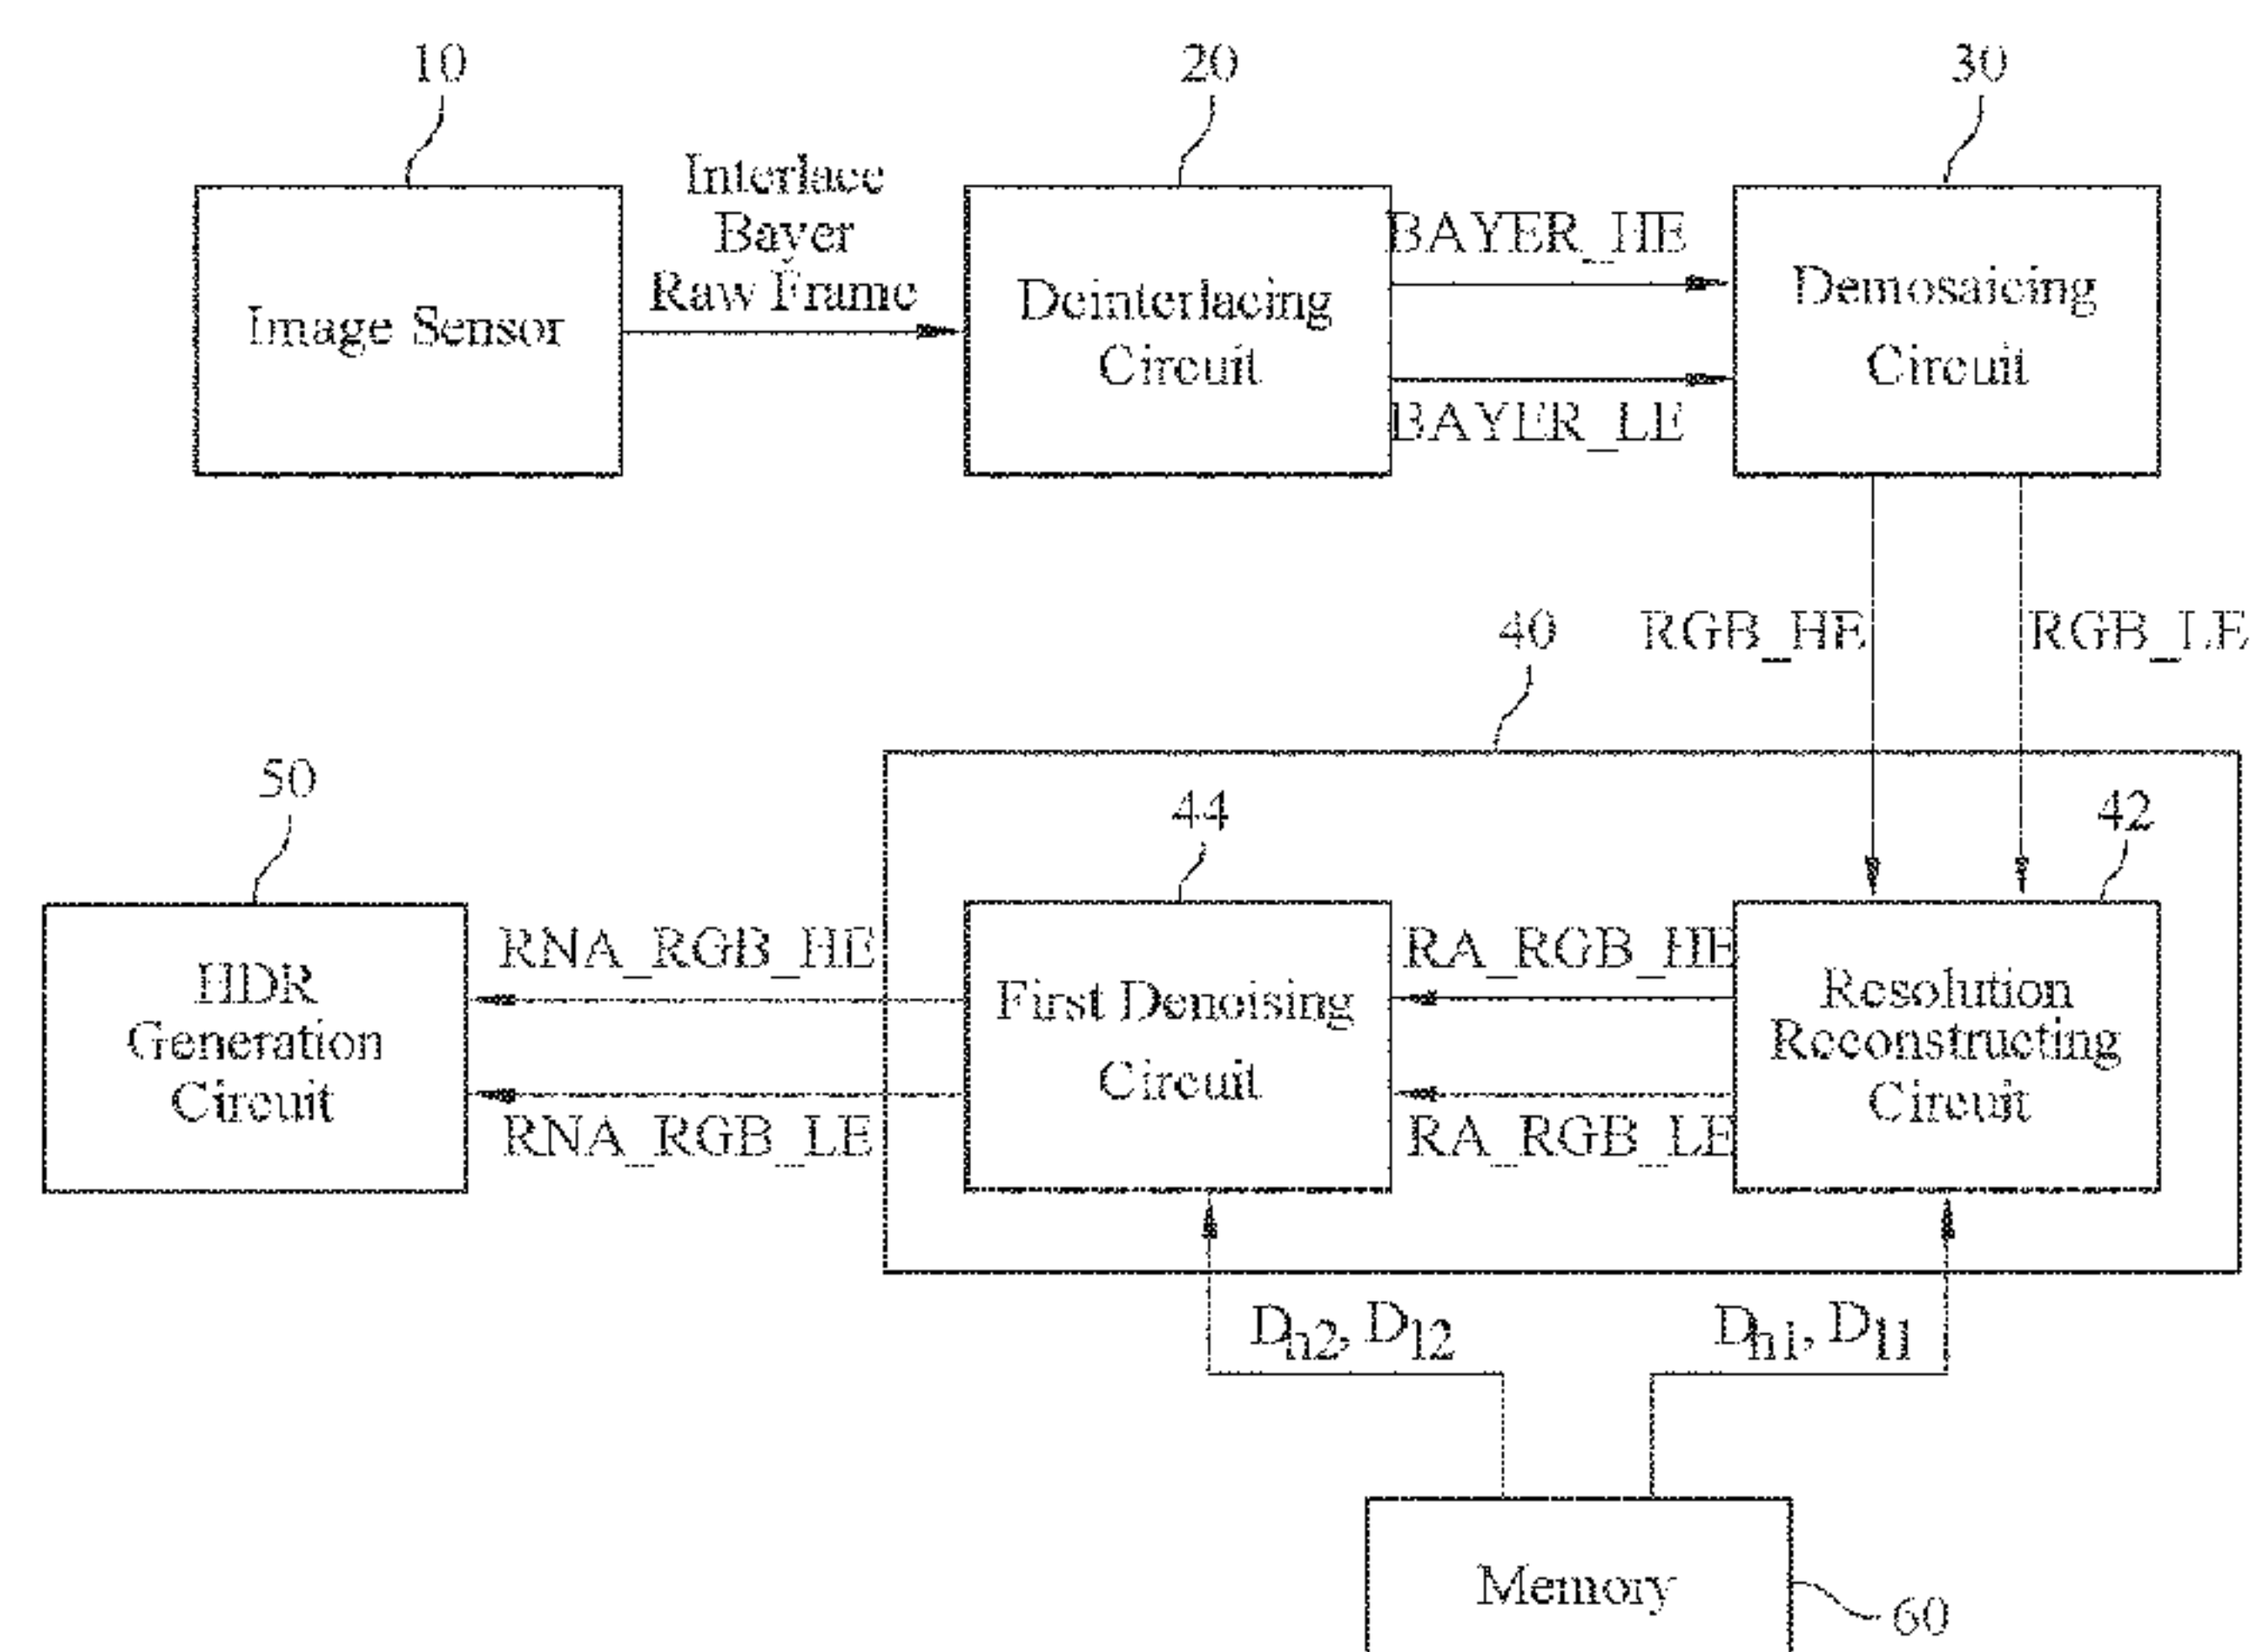 10
20
30
Interlace
Bayer
Raw Frame
Image Sensor
Deinterlacing
Circuit
BAYER_HE
BAYER_LE
Demosaicing
Circuit
RGB_HE
RGB_LE
40
50
44
42
HDR
Generation
Circuit
RNA_RGB_HE
RNA_RGB_LE
First Denoising
Circuit
RA_RGB_HE
RA_RGB_LE
Resolution
Reconstructing
Circuit
Dh2, Dl2
Dh1, Dl1
Memory
60